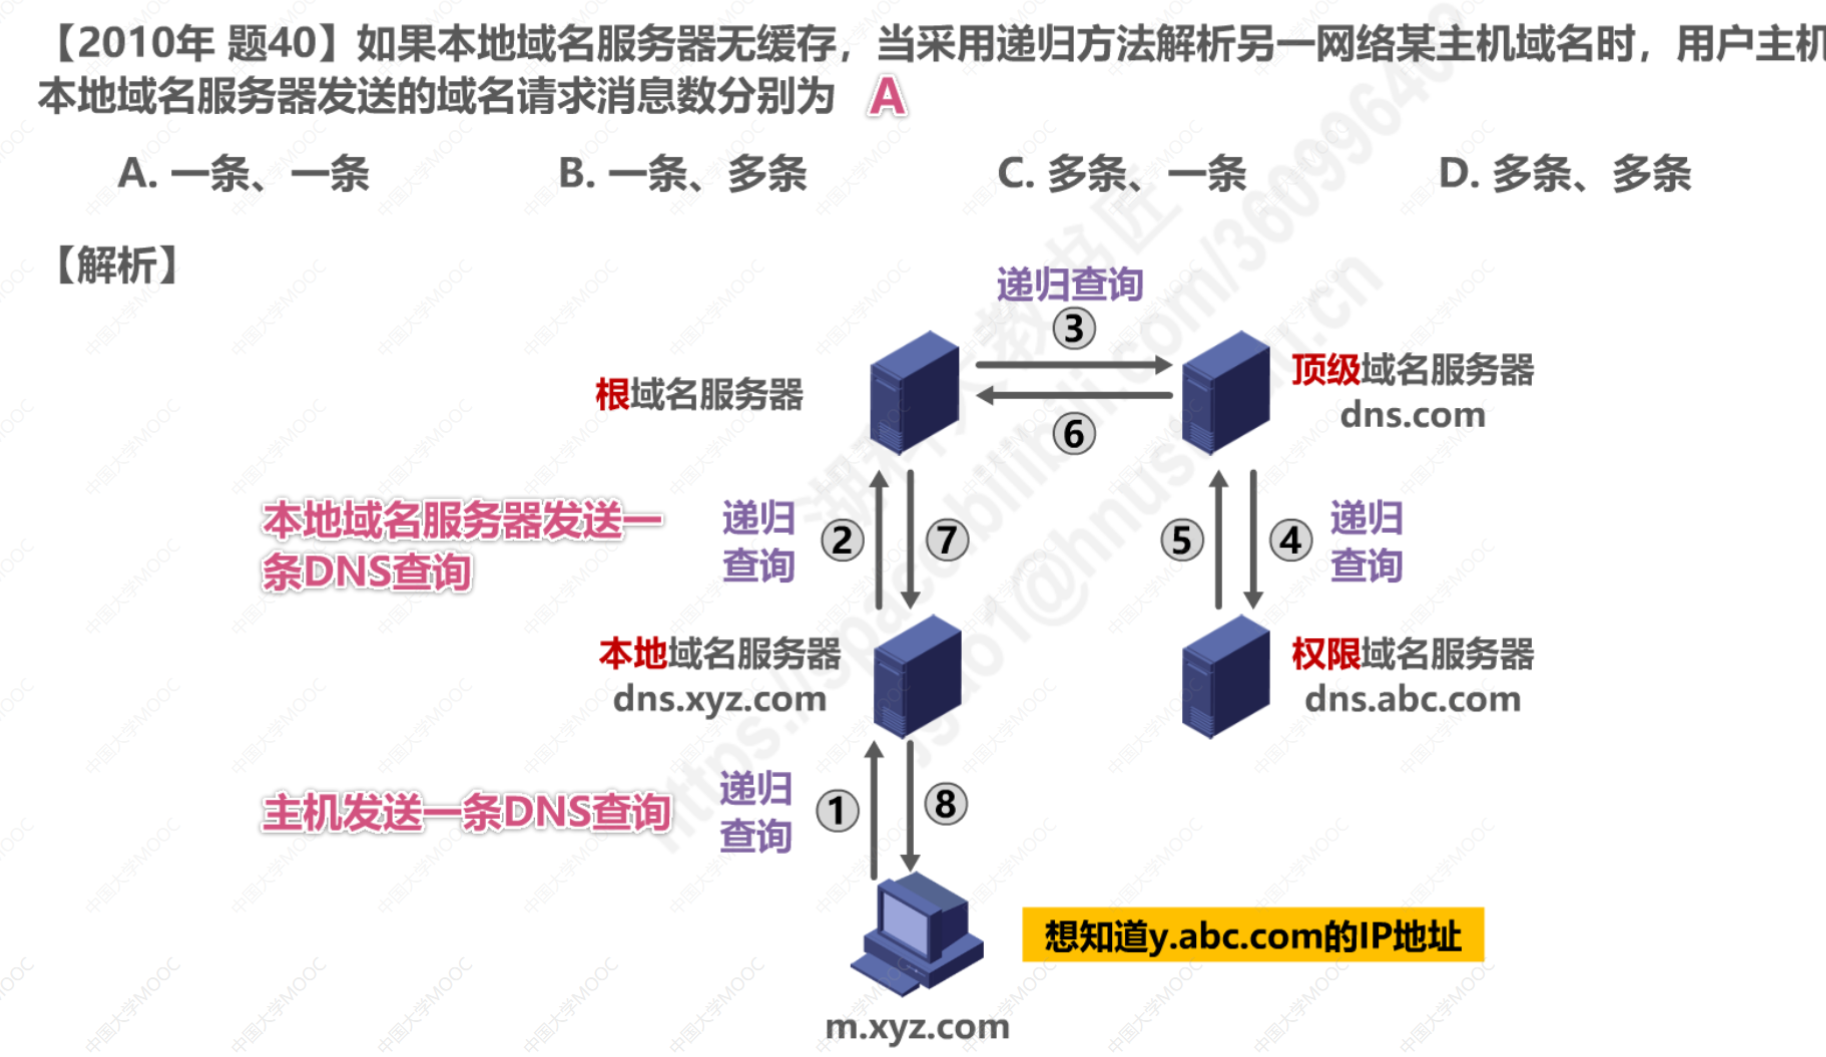 【2010年 题40】如果本地域名服务器无缓存，当采用递归方法解析另一网络某主机域名时，用户主机
本地域名服务器发送的域名请求消息数分别为 A
A. 一条、一条 B. 一条、多条 C. 多条、一条 D. 多条、多条
【解析】
递归查询
③
根域名服务器
顶级域名服务器
dns.com
⑥
本地域名服务器发送一
条DNS查询
递归
查询
②
⑦
⑤
④
递归
查询
本地域名服务器
dns.xyz.com
权限域名服务器
dns.abc.com
主机发送一条DNS查询
递归
查询
①
⑧
想知道y.abc.com的IP地址
m.xyz.com
中国大学MOOC